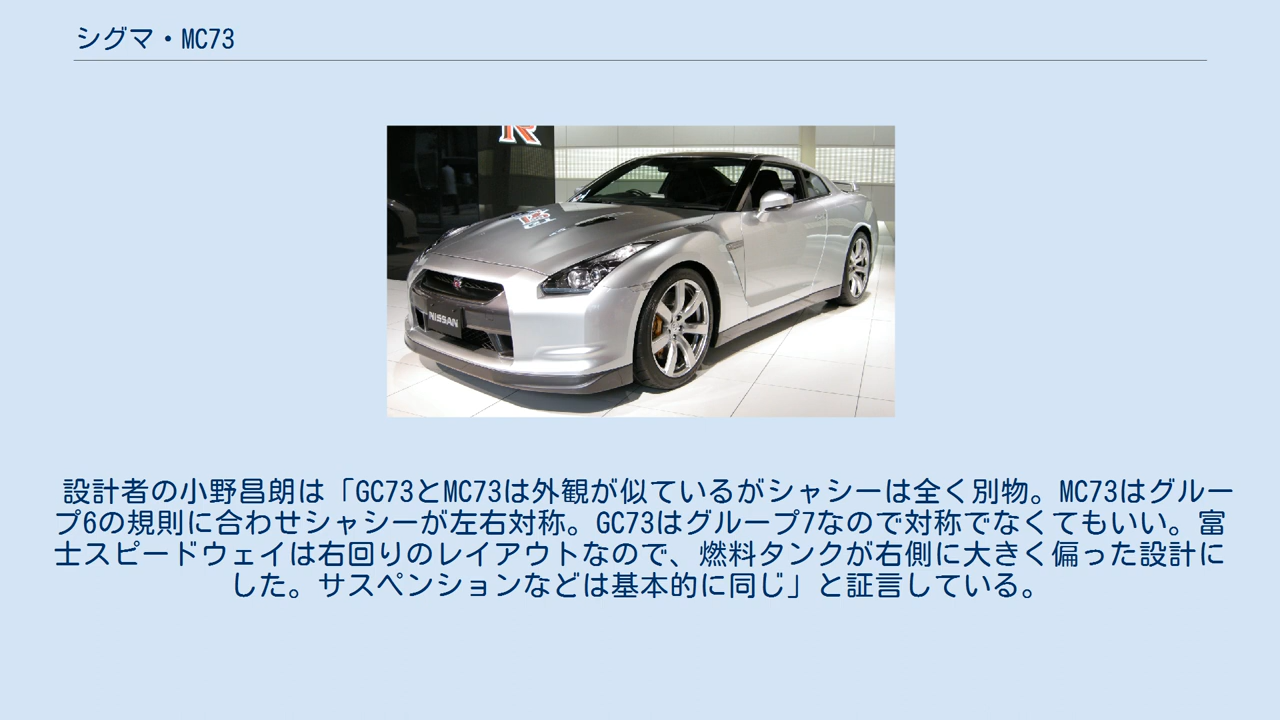 シグマ・MC73
R
NISSAN
設計者の小野昌朗は「GC73とMC73は外観が似ているがシャシーは全く別物。MC73はグルー
プ6の規則に合わせシャシーが左右対称。GC73はグループ7なので対称でなくてもいい。富
士スピードウェイは右回りのレイアウトなので、燃料タンクが右側に大きく偏った設計に
した。サスペンションなどは基本的に同じ」と証言している。